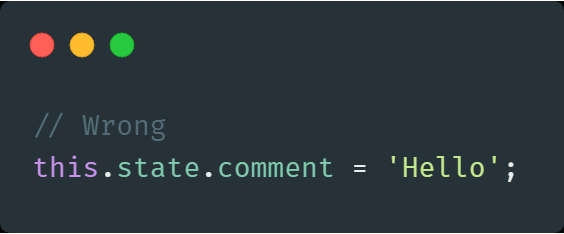 // Wrong
this.state.comment = 'Hello';